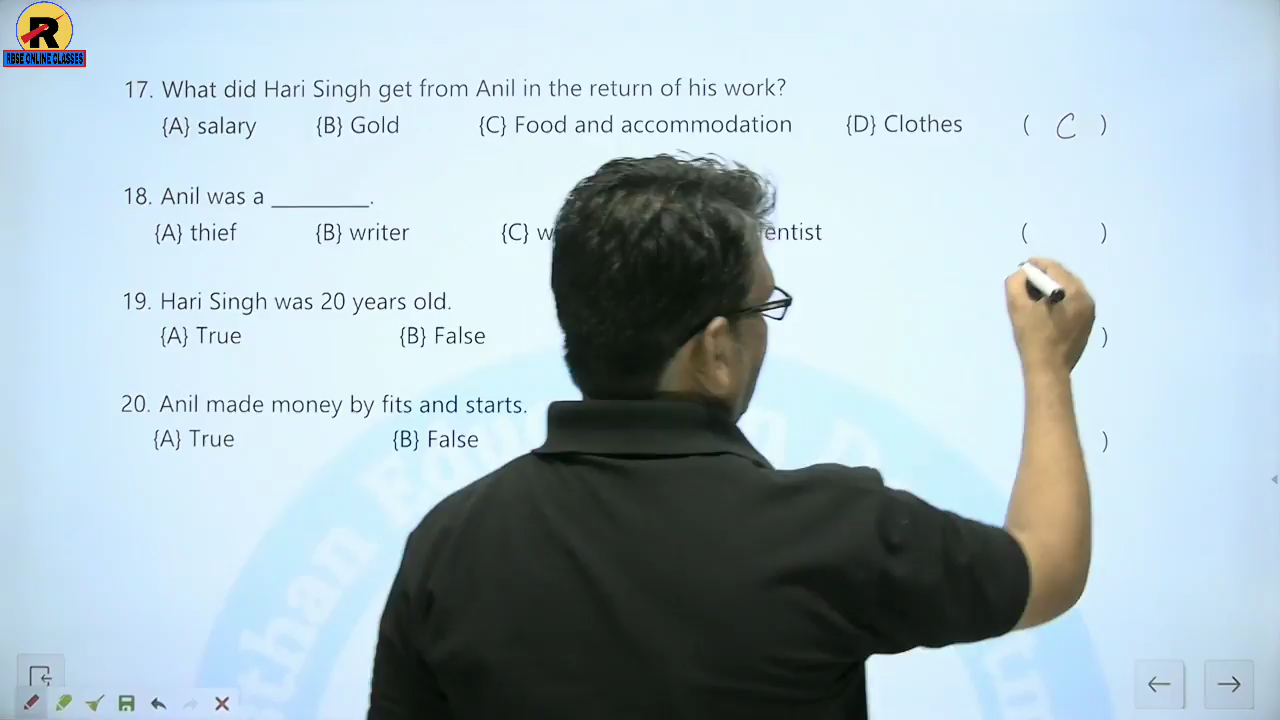 R
RBSE ONLINE CLASSES
17. What did Hari Singh get from Anil in the return of his work?
{A} salary {B} Gold {C} Food and accommodation {D} Clothes ( C )
18. Anil was a ________.
{A} thief {B} writer {C} w entist ( )
19. Hari Singh was 20 years old.
{A} True {B} False )
20. Anil made money by fits and starts.
{A} True {B} False )